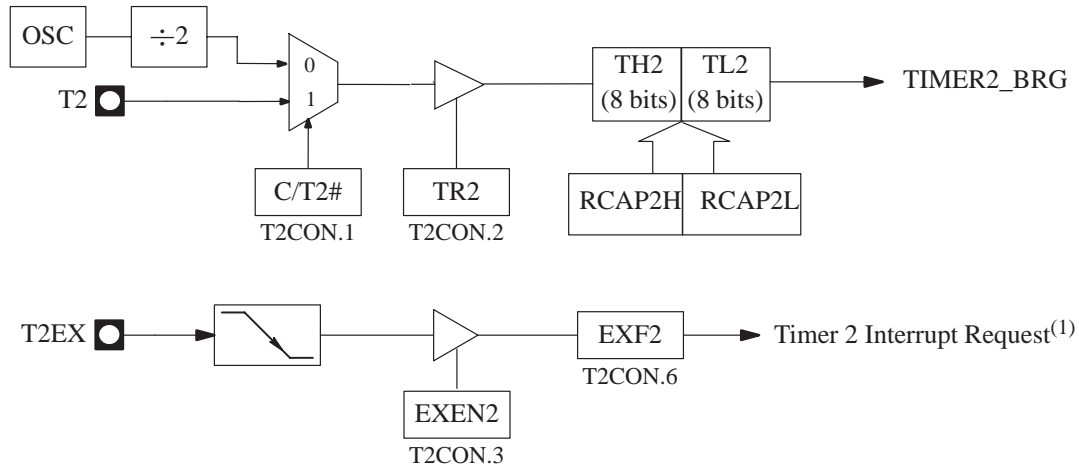 OSC
÷2
T2
0
1
TH2
(8 bits)
TL2
(8 bits)
TIMER2_BRG
C/T2#
T2CON.1
TR2
T2CON.2
RCAP2H
RCAP2L
T2EX
EXF2
T2CON.6
Timer 2 Interrupt Request(1)
EXEN2
T2CON.3